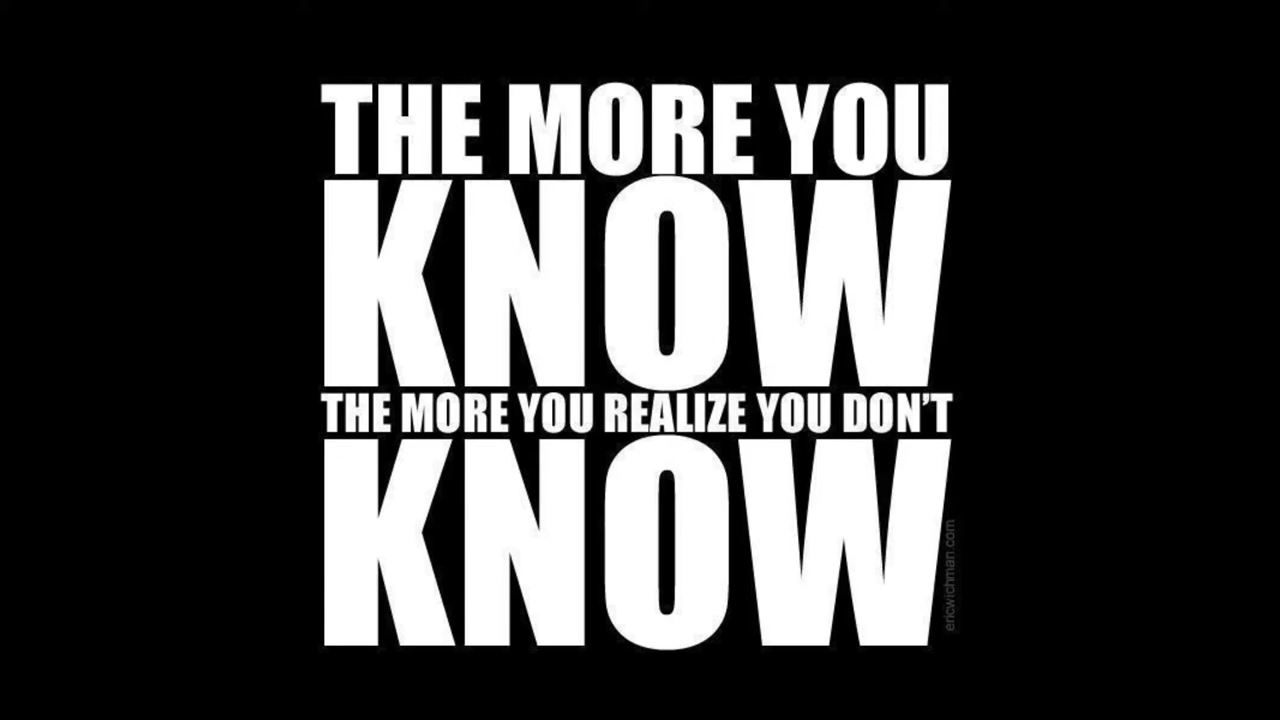 THE MORE YOU
KNOW
THE MORE YOU REALIZE YOU DON'T
KNOW
ericwichman.com